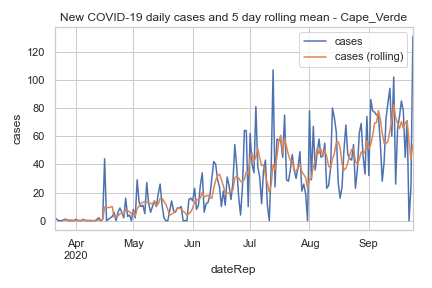 New COVID-19 daily cases and 5 day rolling mean - Cape_Verde
cases
cases (rolling)
120
100
80
60
40
20
0
cases
Apr
2020
May
Jun
Jul
Aug
Sep
dateRep